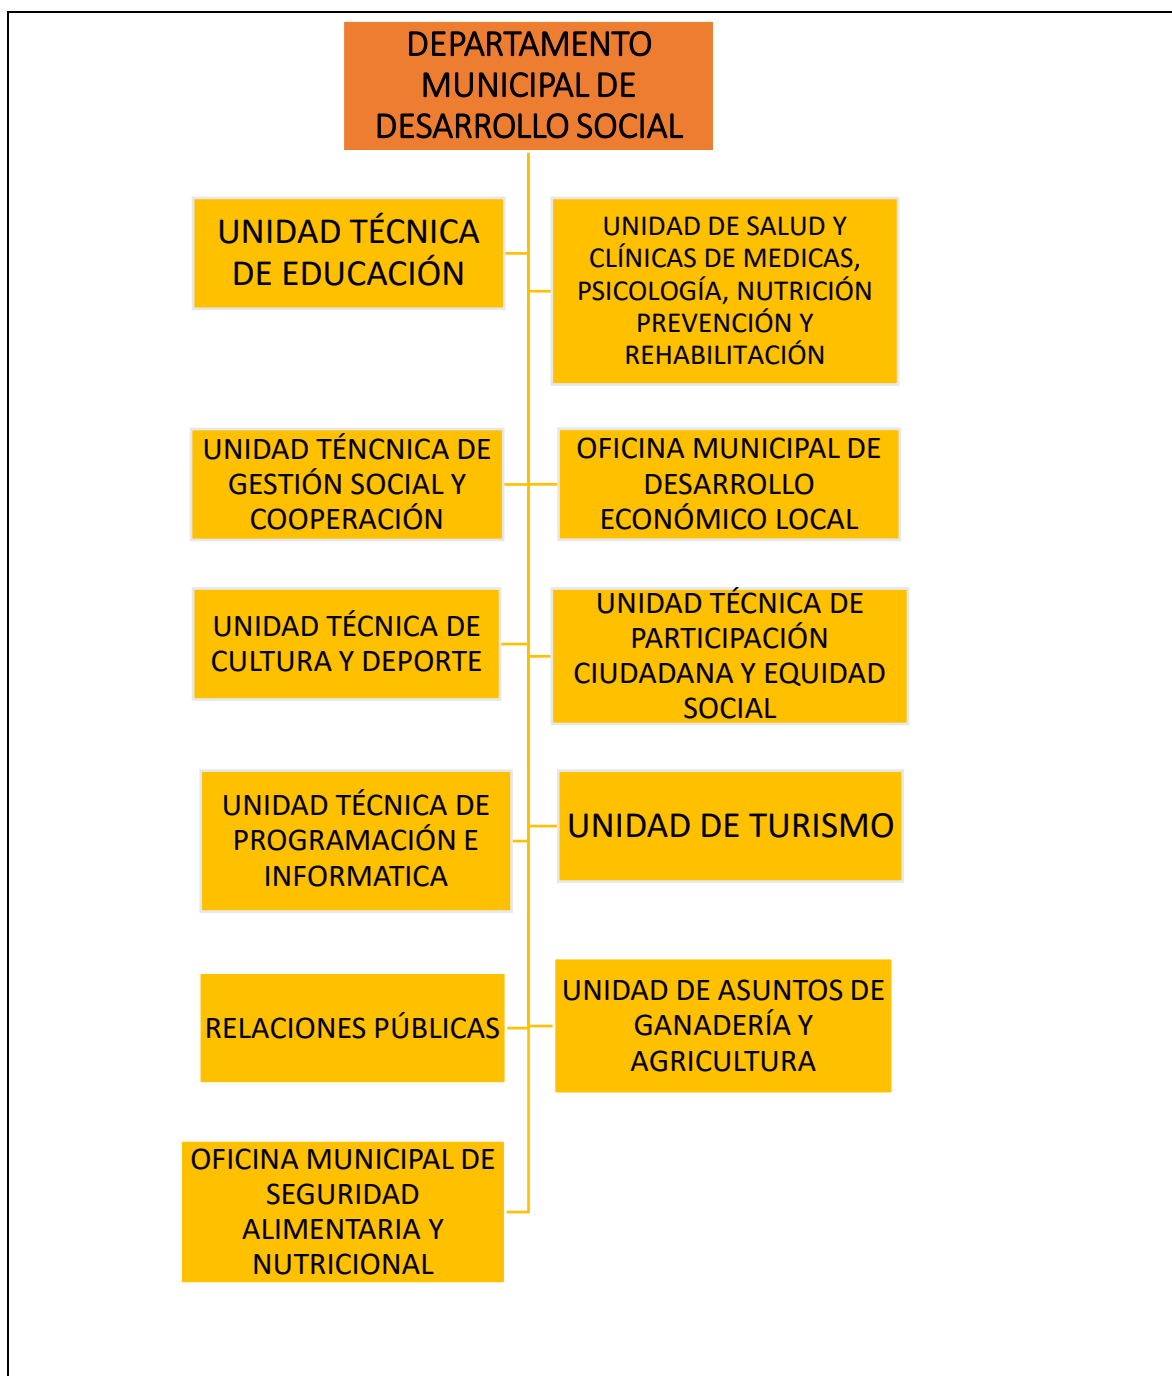 DEPARTAMENTO
MUNICIPAL DE
DESARROLLO SOCIAL
UNIDAD TÉCNICA
DE EDUCACIÓN
UNIDAD DE SALUD Y
CLÍNICAS DE MEDICAS,
PSICOLOGÍA, NUTRICIÓN
PREVENCIÓN Y
REHABILITACIÓN
UNIDAD TÉNCNICA DE
GESTIÓN SOCIAL Y
COOPERACIÓN
OFICINA MUNICIPAL DE
DESARROLLO
ECONÓMICO LOCAL
UNIDAD TÉCNICA DE
CULTURA Y DEPORTE
UNIDAD TÉCNICA DE
PARTICIPACIÓN
CIUDADANA Y EQUIDAD
SOCIAL
UNIDAD TÉCNICA DE
PROGRAMACIÓN E
INFORMATICA
UNIDAD DE TURISMO
RELACIONES PÚBLICAS
UNIDAD DE ASUNTOS DE
GANADERÍA Y
AGRICULTURA
OFICINA MUNICIPAL DE
SEGURIDAD
ALIMENTARIA Y
NUTRICIONAL